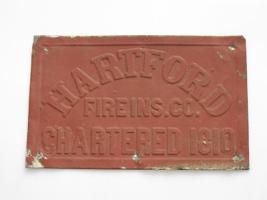 HARTFORD
FIRE INS. CO.
CHARTERED 1810